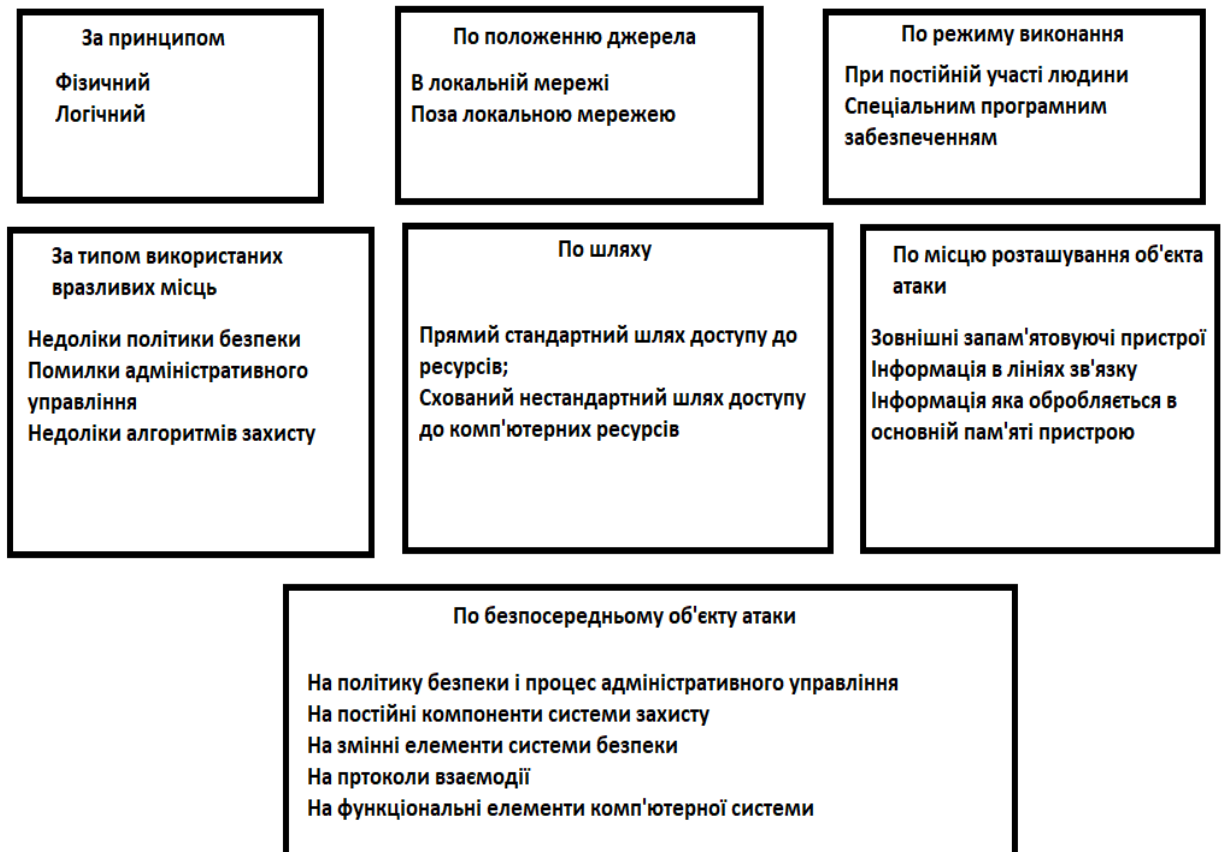 За принципом
Фізичний
Логічний
По положенню джерела
В локальній мережі
Поза локальною мережею
По режиму виконання
При постійній участі людини
Спеціальним програмним
забезпеченням
За типом використаних
вразливих місць
Недоліки політики безпеки
Помилки адміністративного
управління
Недоліки алгоритмів захисту
По шляху
Прямий стандартний шлях доступу до
ресурсів;
Схований нестандартний шлях доступу
до комп'ютерних ресурсів
По місцю розташування об'єкта
атаки
Зовнішні запам'ятовуючі пристрої
Інформація в лініях зв'язку
Інформація яка обробляється в
основній пам'яті пристрою
По безпосередньому об'єкту атаки
На політику безпеки і процес адміністративного управління
На постійні компоненти системи захисту
На змінні елементи системи безпеки
На пртоколи взаємодії
На функціональні елементи комп'ютерної системи